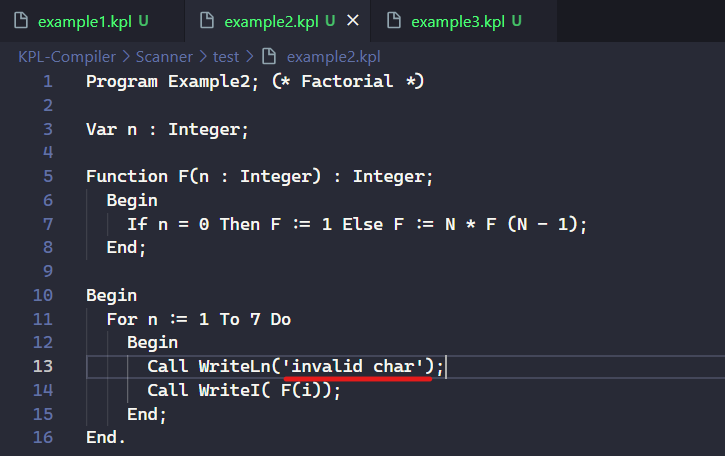 example1.kpl U example2.kpl U × example3.kpl U
KPL-Compiler > Scanner > test > example2.kpl
1 Program Example2; (* Factorial *)
2
3 Var n : Integer;
4
5 Function F(n : Integer) : Integer;
6 Begin
7 If n = 0 Then F := 1 Else F := N * F (N - 1);
8 End;
9
10 Begin
11 For n := 1 To 7 Do
12 Begin
13 Call WriteLn('invalid char');
14 Call WriteI( F(i));
15 End;
16 End.